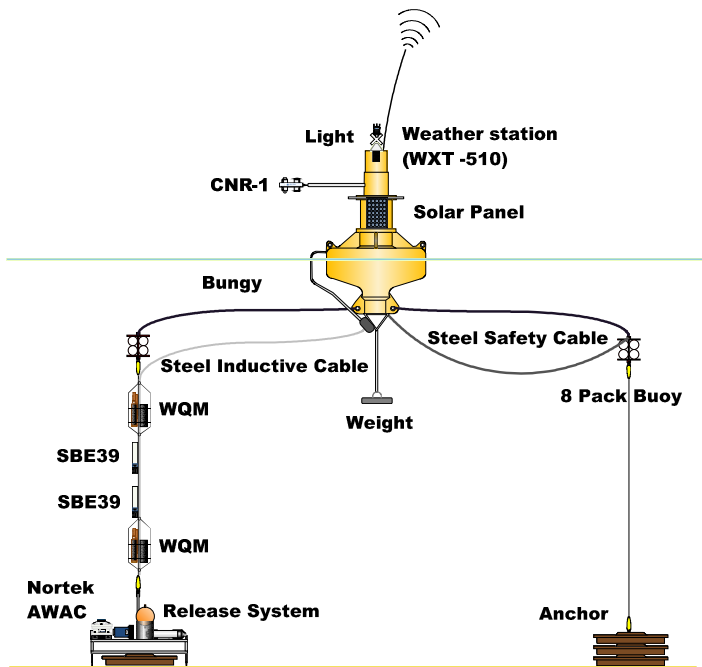 Light
Weather station
(WXT -510)
CNR-1
Solar Panel
Bungy
Steel Safety Cable
Steel Inductive Cable
8 Pack Buoy
WQM
Weight
SBE39
SBE39
WQM
Nortek
AWAC
Release System
Anchor